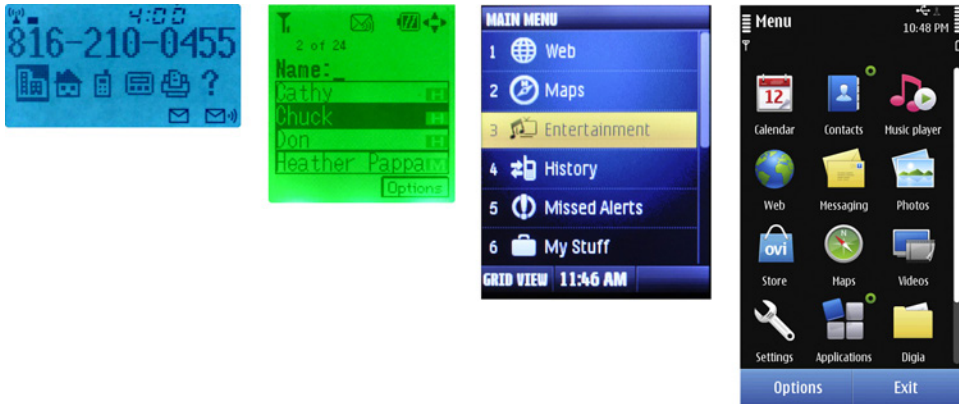 4:00
816-210-0455
?
2 of 24
Name:_
Cathy H
Chuck H
Don H
Heather Pappa M
Options
MAIN MENU
1 Web
2 Maps
3 Entertainment
4 History
5 Missed Alerts
6 My Stuff
GRID VIEW 11:46 AM
Menu
10:48 PM
12
Calendar Contacts Music player
Web Messaging Photos
ovi
N
Store Maps Videos
Settings Applications Digia
Options Exit